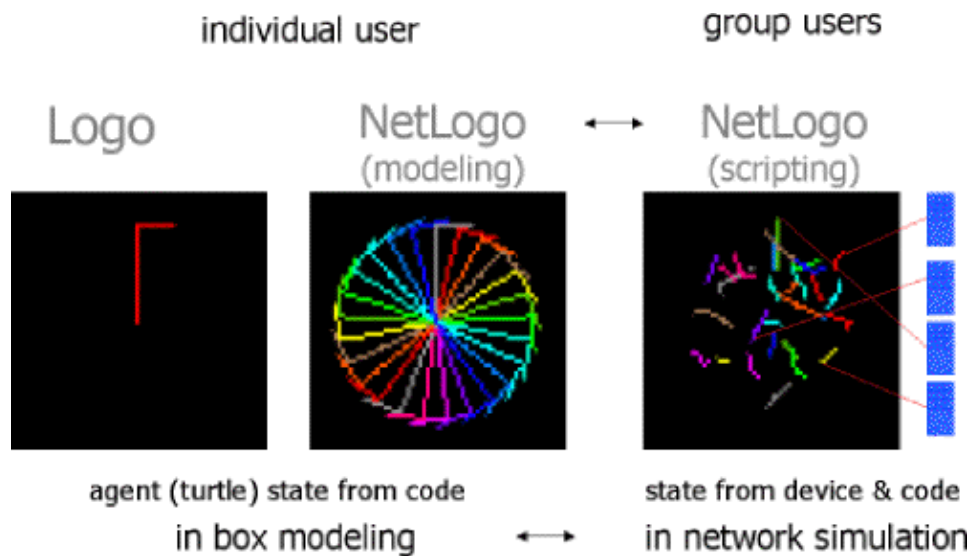 individual user
group users
Logo
NetLogo
(modeling)
NetLogo
(scripting)
agent (turtle) state from code
state from device & code
in box modeling
in network simulation